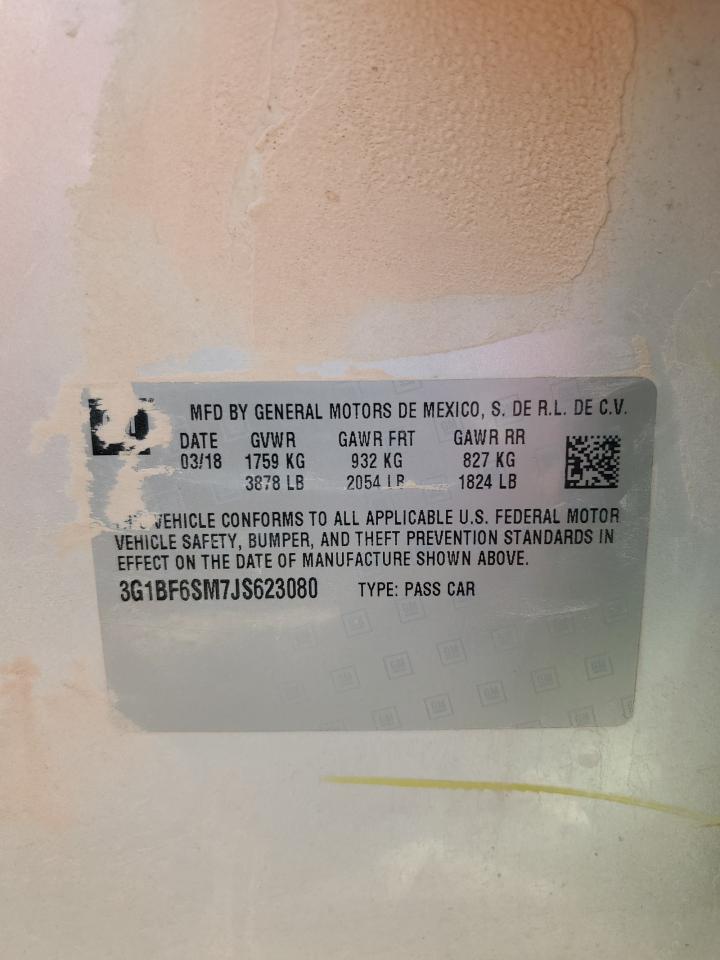 MFD BY GENERAL MOTORS DE MEXICO, S. DE R.L. DE C.V.
DATE GVWR GAWR FRT GAWR RR
03/18 1759 KG 932 KG 827 KG
3878 LB 2054 LB 1824 LB
VEHICLE CONFORMS TO ALL APPLICABLE U.S. FEDERAL MOTOR
VEHICLE SAFETY, BUMPER, AND THEFT PREVENTION STANDARDS IN
EFFECT ON THE DATE OF MANUFACTURE SHOWN ABOVE.
3G1BF6SM7JS623080 TYPE: PASS CAR